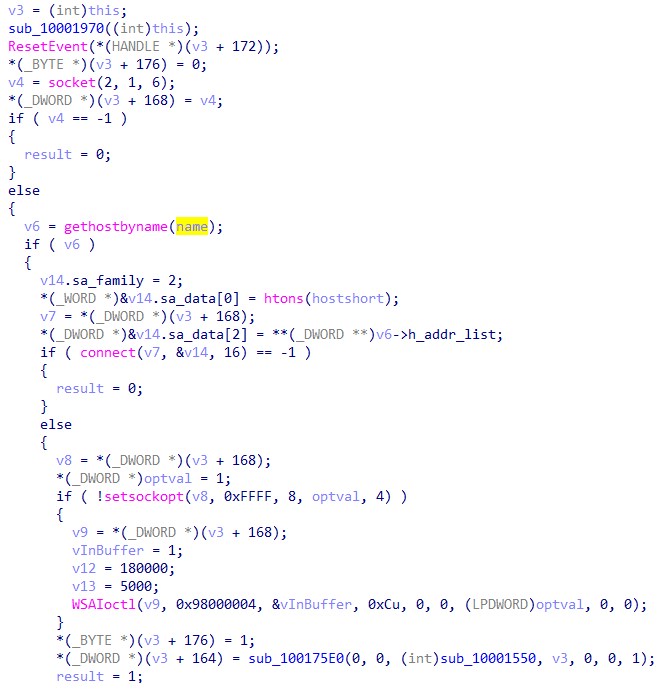 v3 = (int)this;
sub_10001970((int)this);
ResetEvent(*(HANDLE *)(v3 + 172));
*(_BYTE *)(v3 + 176) = 0;
v4 = socket(2, 1, 6);
*(_DWORD *)(v3 + 168) = v4;
if ( v4 == -1 )
{
result = 0;
}
else
{
v6 = gethostbyname(name);
if ( v6 )
{
v14.sa_family = 2;
*(_WORD *)&v14.sa_data[0] = htons(hostshort);
v7 = *(_DWORD *)(v3 + 168);
*(_DWORD *)&v14.sa_data[2] = **(_DWORD **)v6->h_addr_list;
if ( connect(v7, &v14, 16) == -1 )
{
result = 0;
}
else
{
v8 = *(_DWORD *)(v3 + 168);
*(_DWORD *)optval = 1;
if ( !setsockopt(v8, 0xFFFF, 8, optval, 4) )
{
v9 = *(_DWORD *)(v3 + 168);
vInBuffer = 1;
v12 = 180000;
v13 = 5000;
WSAIoctl(v9, 0x98000004, &vInBuffer, 0xCu, 0, 0, (LPDWORD)optval, 0, 0);
}
*(_BYTE *)(v3 + 176) = 1;
*(_DWORD *)(v3 + 164) = sub_100175E0(0, 0, (int)sub_10001550, v3, 0, 0, 1);
result = 1;